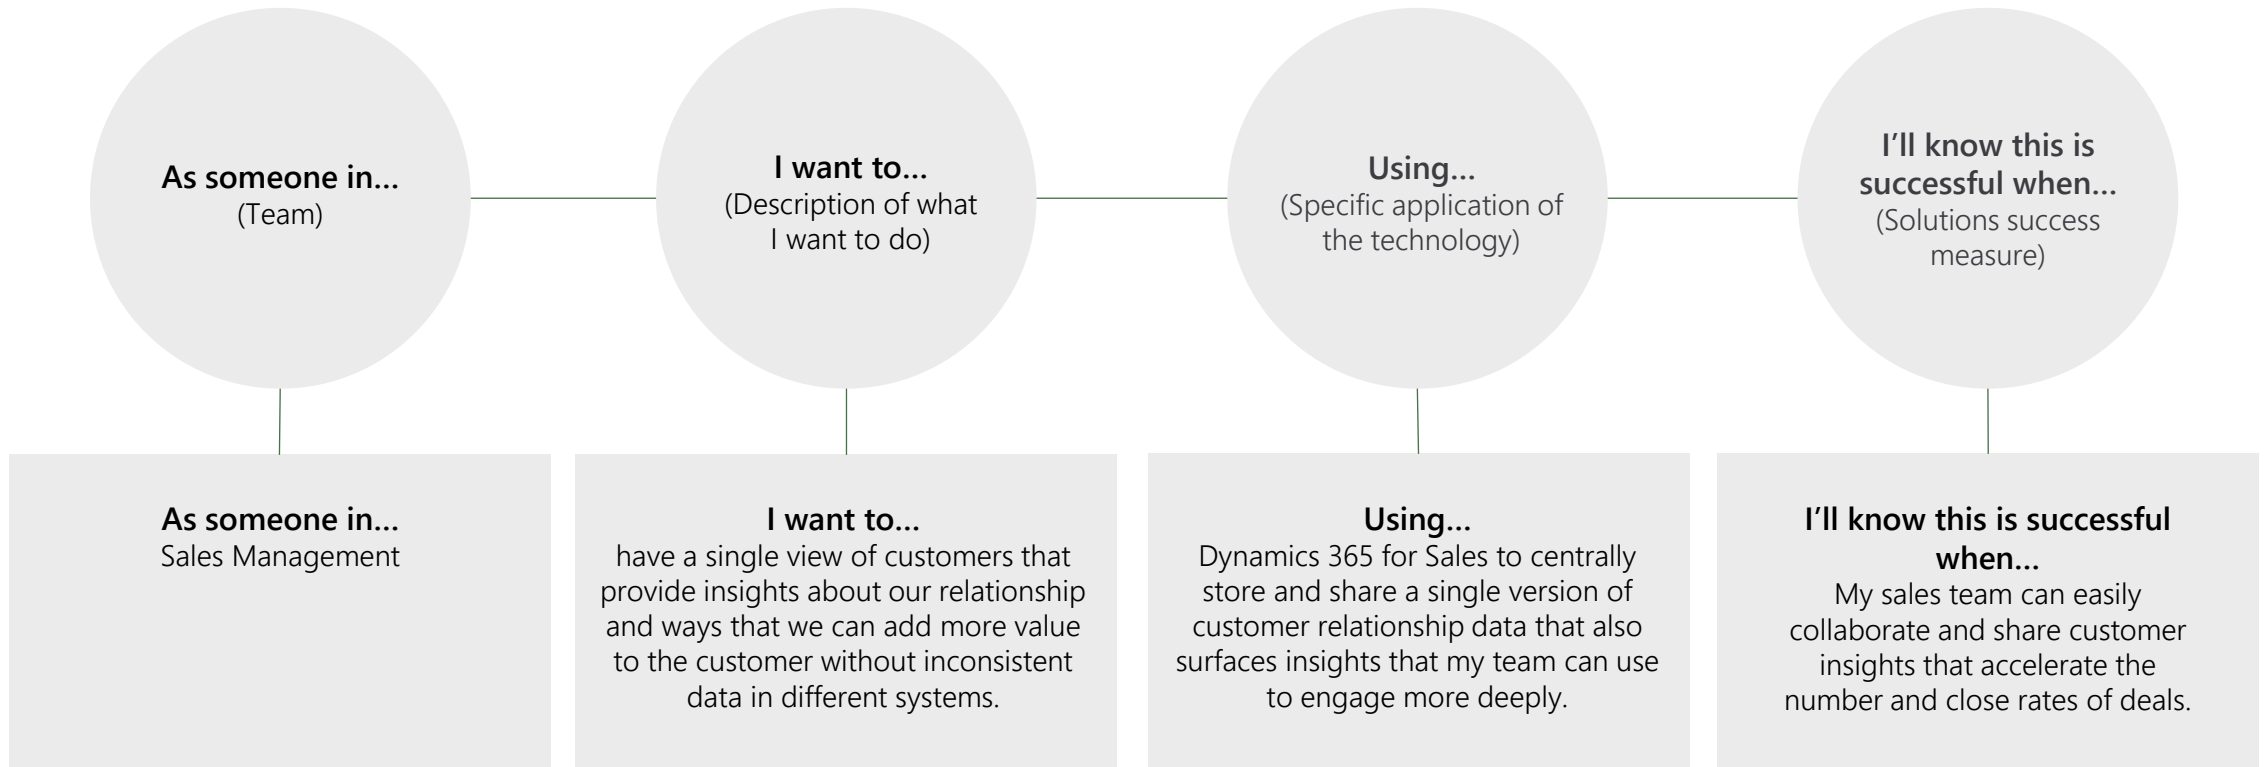 As someone in...
(Team)
I want to...
(Description of what
I want to do)
Using...
(Specific application of
the technology)
I'll know this is
successful when...
(Solutions success
measure)
As someone in...
Sales Management
I want to...
have a single view of customers that
provide insights about our relationship
and ways that we can add more value
to the customer without inconsistent
data in different systems.
Using...
Dynamics 365 for Sales to centrally
store and share a single version of
customer relationship data that also
surfaces insights that my team can use
to engage more deeply.
I'll know this is successful
when...
My sales team can easily
collaborate and share customer
insights that accelerate the
number and close rates of deals.